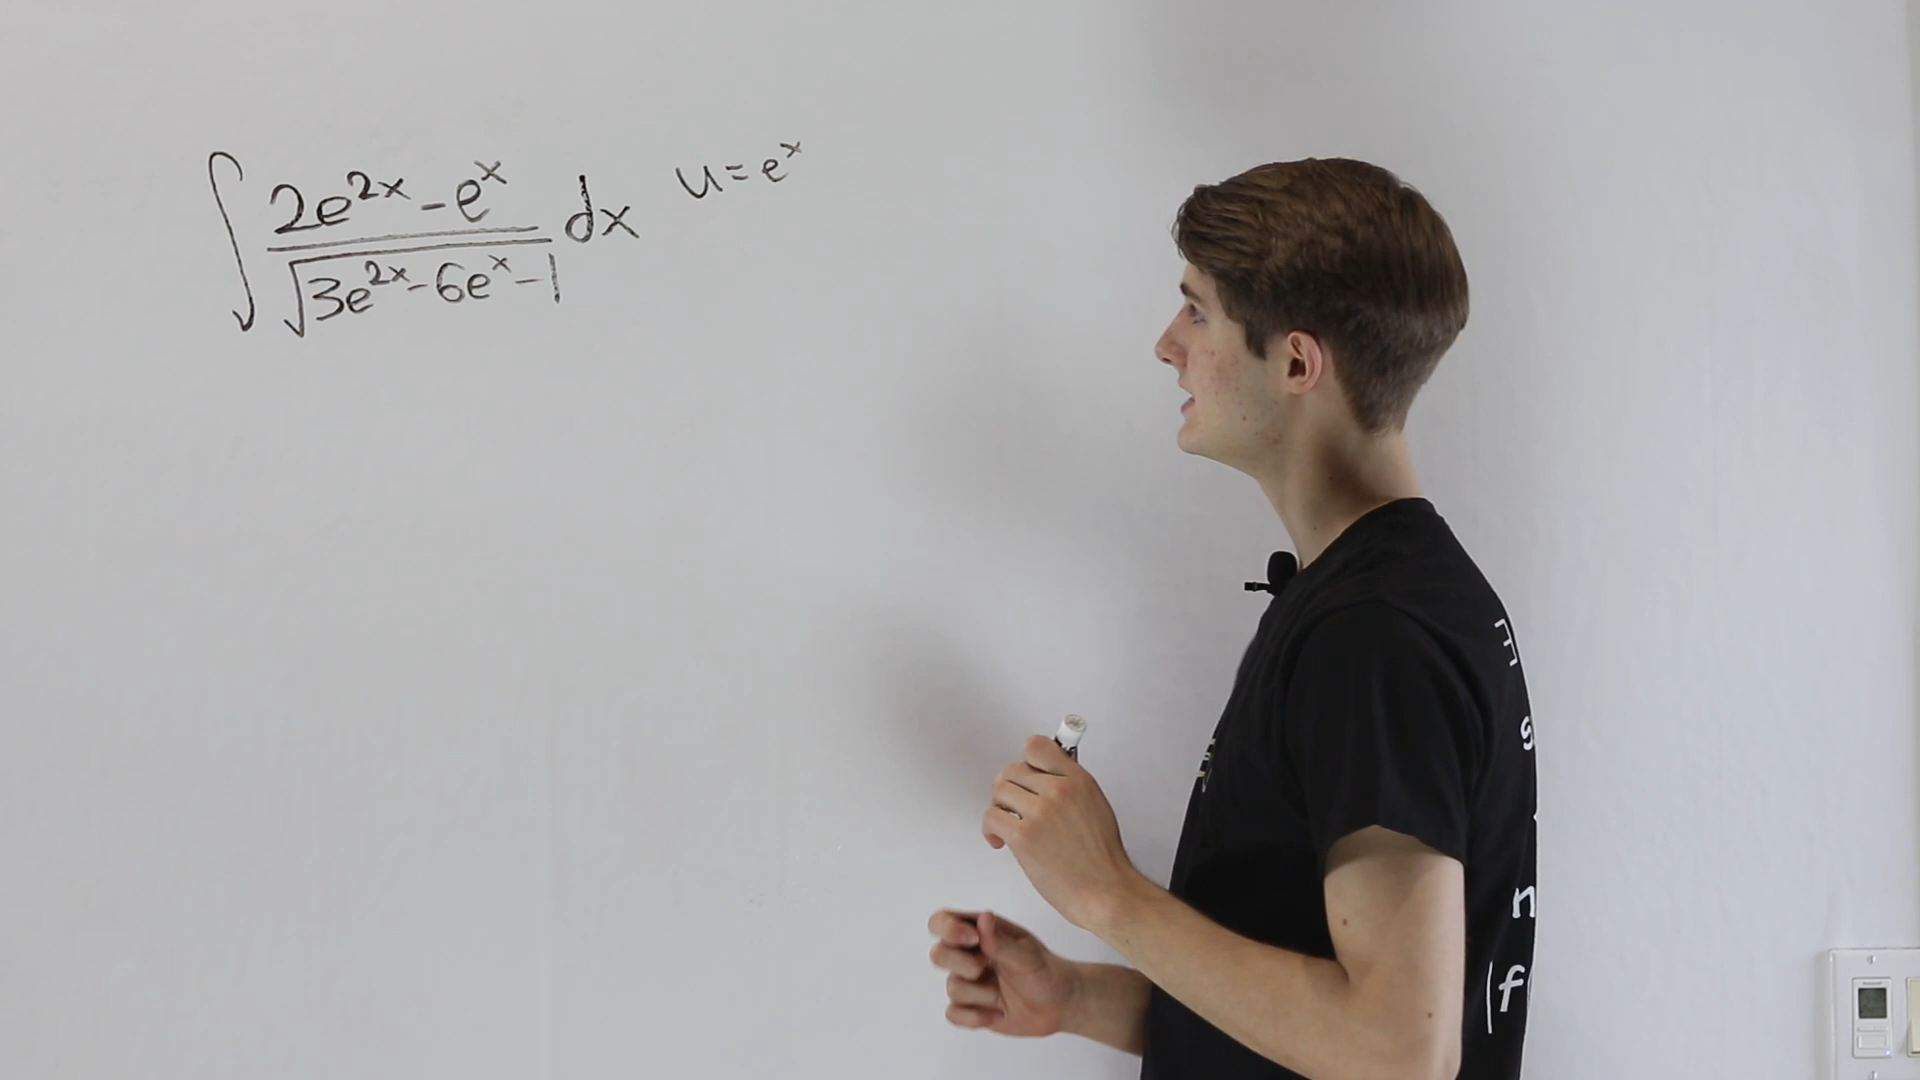 ∫ (2e^{2x} - e^x) / √(3e^{2x} - 6e^x - 1) dx u = e^x
n
|f